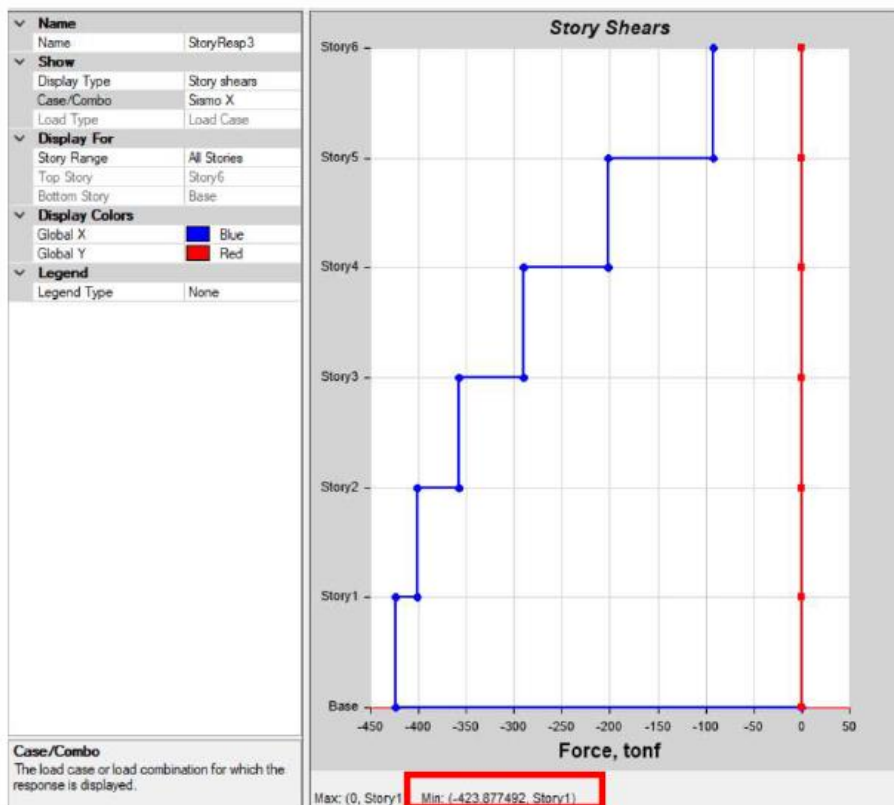 Name
Name StoryResp3
Show
Display Type Story shears
Case/Combo Sismo X
Load Type Load Case
Display For
Story Range All Stories
Top Story Story6
Bottom Story Base
Display Colors
Global X Blue
Global Y Red
Legend
Legend Type None
Case/Combo
The load case or load combination for which the
response is displayed.
Story Shears
Story6
Story5
Story4
Story3
Story2
Story1
Base
-450 -400 -350 -300 -250 -200 -150 -100 -50 0 50
Force, tonf
Max: (0, Story1 Min: (-423.877492, Story1)